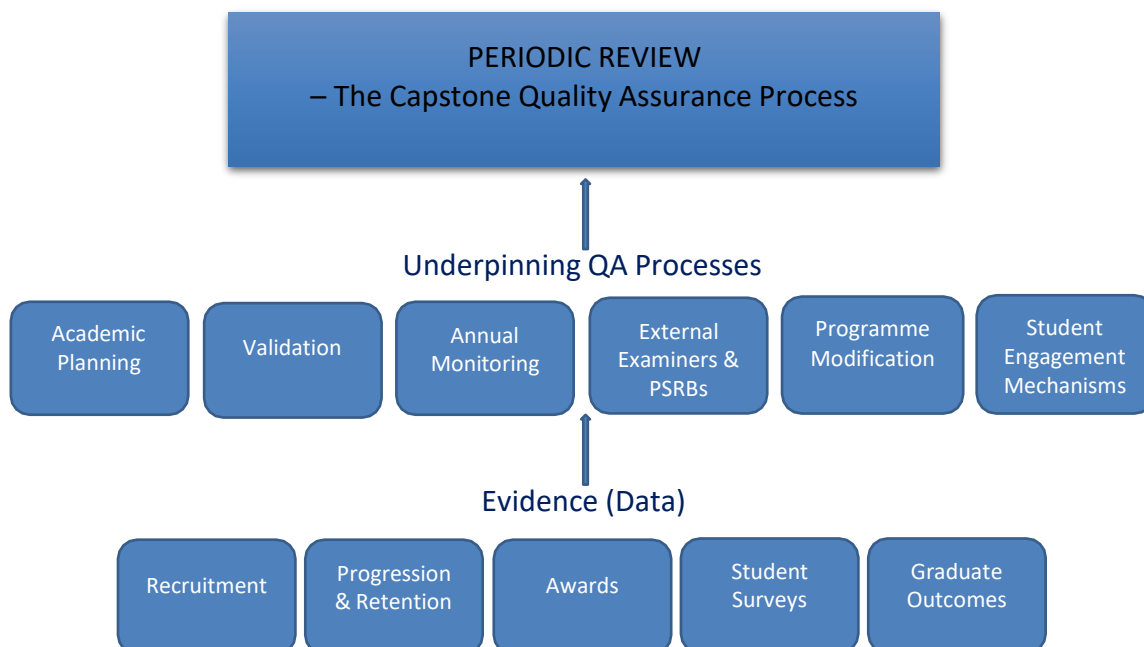 PERIODIC REVIEW
– The Capstone Quality Assurance Process
Underpinning QA Processes
Academic
Planning
Validation
Annual
Monitoring
External
Examiners &
PSRBs
Programme
Modification
Student
Engagement
Mechanisms
Evidence (Data)
Recruitment
Progression
& Retention
Awards
Student
Surveys
Graduate
Outcomes